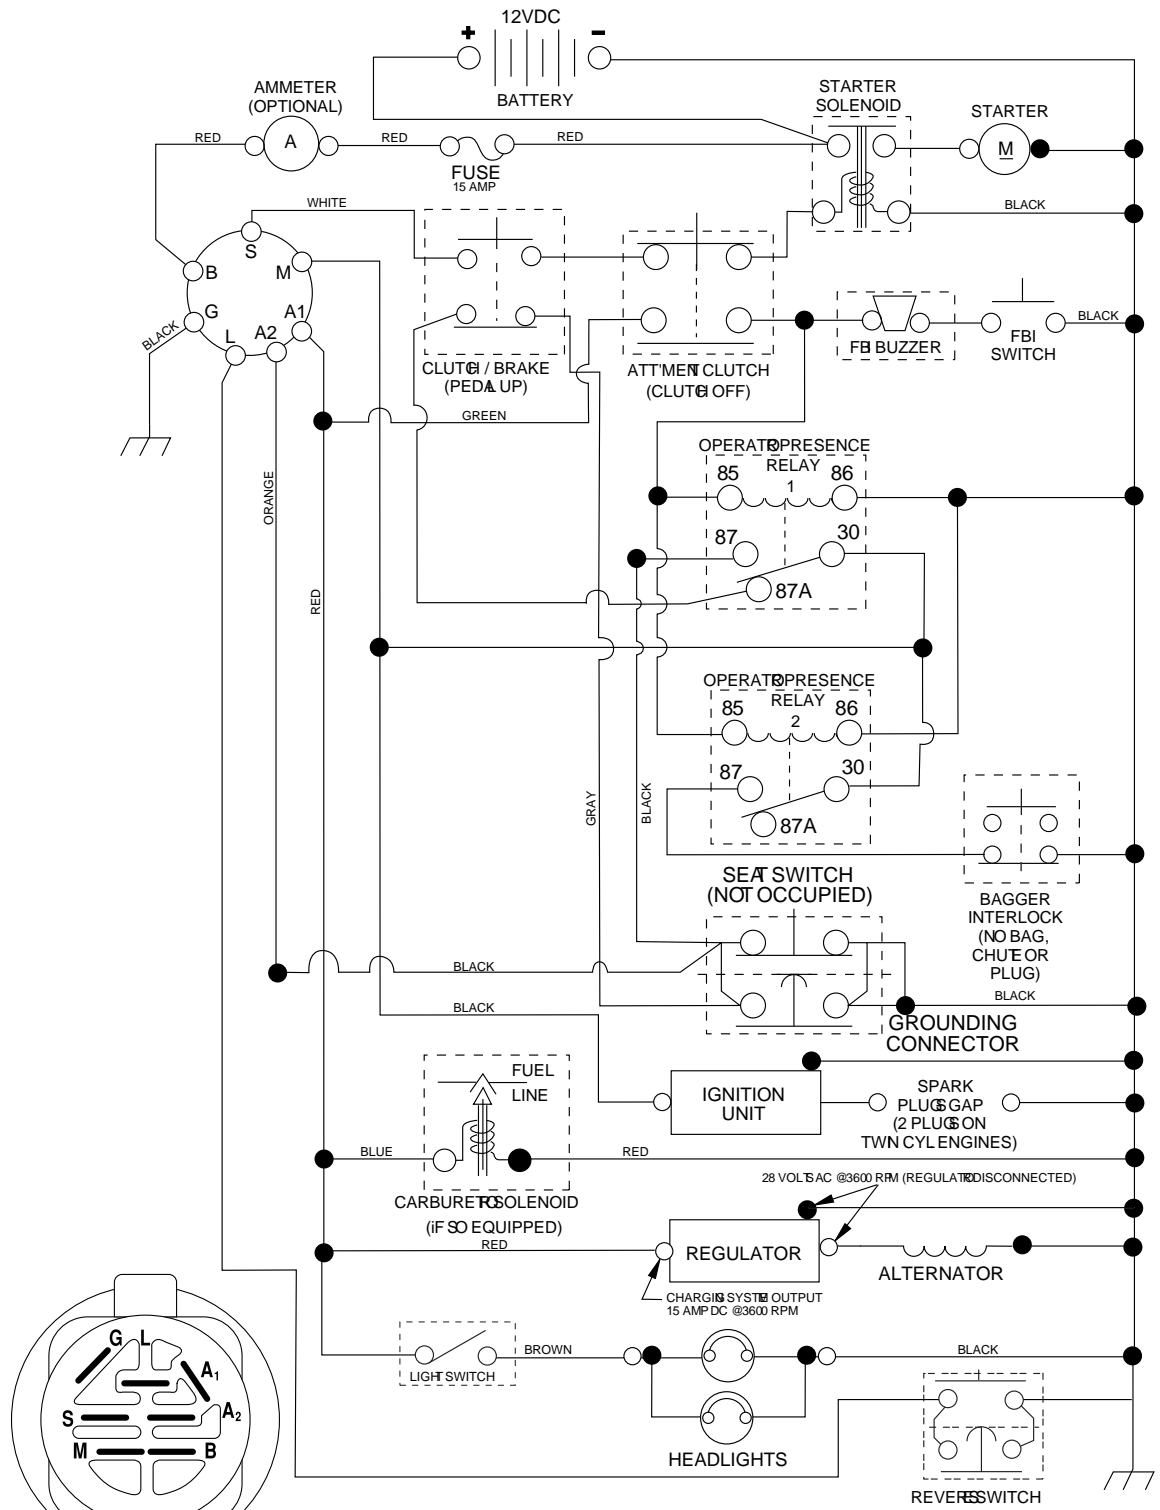 12VDC
+
-
BATTERY
AMMETER
(OPTIONAL)
STARTER
SOLENOID
STARTER
RED
A
RED
RED
M
FUSE
15 AMP
WHITE
BLACK
S
B
M
G
A1
A2
L
BLACK
BLACK
FBI BUZZER
FBI
SWITCH
CLUTCH / BRAKE
(PEDAL UP)
ATT'MENT CLUTCH
(CLUTCH OFF)
GREEN
OPERATOR PRESENCE
RELAY
1
85
86
ORANGE
87
30
87A
RED
OPERATOR PRESENCE
RELAY
2
85
86
87
30
GRAY
BLACK
87A
SEAT SWITCH
(NOT OCCUPIED)
BAGGER
INTERLOCK
(NO BAG,
CHUTE OR
PLUG)
BLACK
BLACK
BLACK
GROUNDING
CONNECTOR
FUEL
LINE
IGNITION
UNIT
SPARK
PLUGS GAP
(2 PLUGS ON
TWIN CYL ENGINES)
BLUE
RED
28 VOLTS AC @3600 RPM (REGULATOR DISCONNECTED)
CARBURETOR SOLENOID
(iF SO EQUIPPED)
RED
REGULATOR
ALTERNATOR
CHARGING SYSTEM OUTPUT
15 AMP DC @3600 RPM
G L
A1
BROWN
BLACK
LIGHT SWITCH
S
A2
M
B
HEADLIGHTS
REVERSE SWITCH